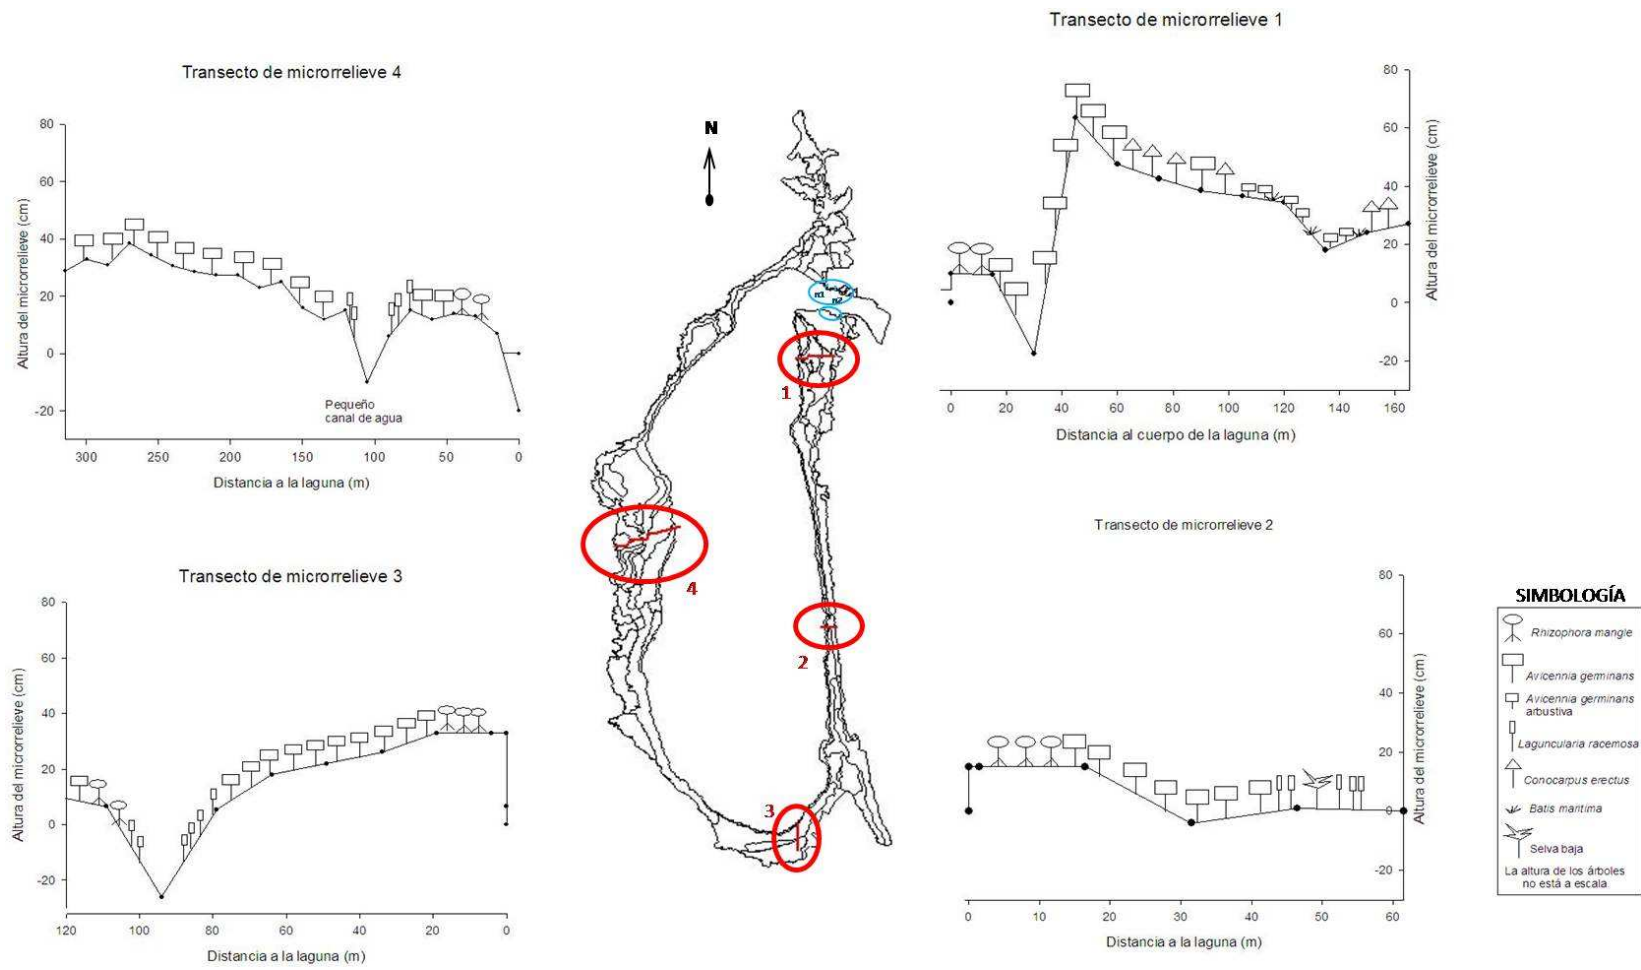 Transecto de microrrelieve 4
Altura del microrrelieve (cm)
80
60
40
20
0
-20
Pequeño
canal de agua
300 250 200 150 100 50 0
Distancia a la laguna (m)
Transecto de microrrelieve 3
Altura del microrrelieve (cm)
80
60
40
20
0
-20
120 100 80 60 40 20 0
Distancia a la laguna (m)
N
n1
n2
1
2
3
4
Transecto de microrrelieve 1
80
60
40
20
0
-20
Altura del microrrelieve (cm)
0 20 40 60 80 100 120 140 160
Distancia al cuerpo de la laguna (m)
Transecto de microrrelieve 2
80
60
40
20
0
-20
Altura del microrrelieve (cm)
0 10 20 30 40 50 60
Distancia a la laguna (m)
SIMBOLOGÍA
Rhizophora mangle
Avicennia germinans
Avicennia germinans
arbustiva
Laguncularia racemosa
Conocarpus erectus
Batis maritima
Selva baja
La altura de los árboles
no está a escala